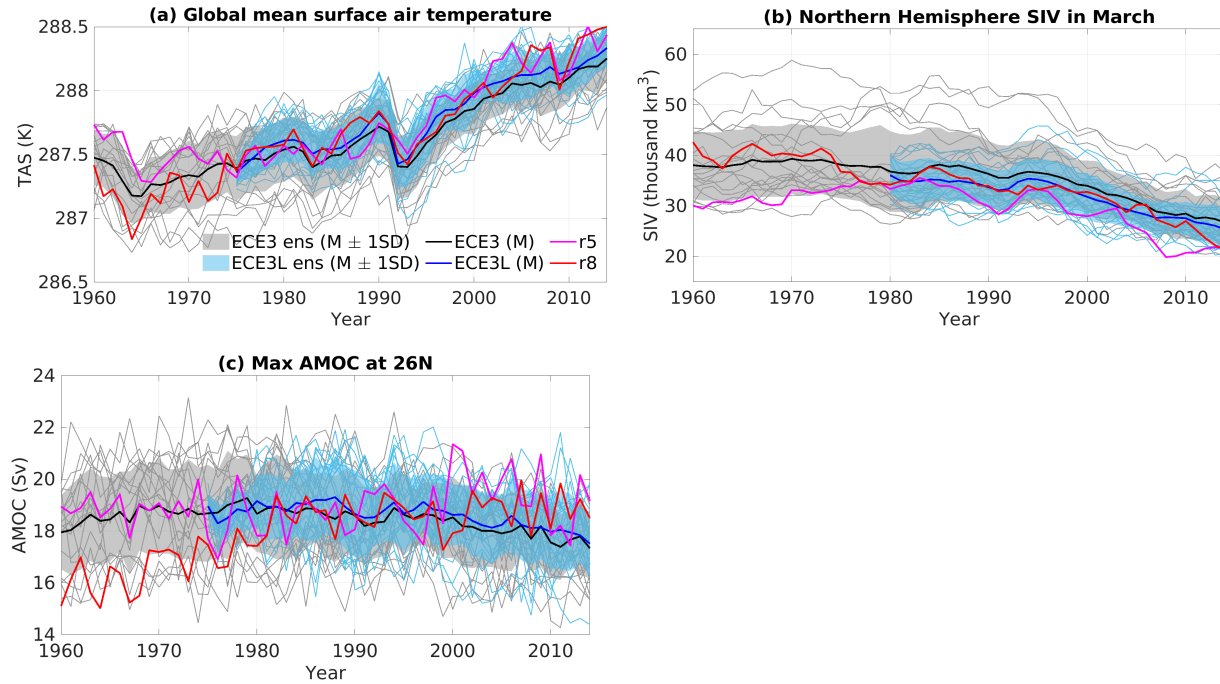 (a) Global mean surface air temperature
288.5
288
287.5
287
286.5
TAS (K)
ECE3 ens (M ± 1SD)
ECE3 (M)
r5
ECE3L ens (M ± 1SD)
ECE3L (M)
r8
1960 1970 1980 1990 2000 2010
Year
(b) Northern Hemisphere SIV in March
60
50
40
30
20
SIV (thousand km³)
1960 1970 1980 1990 2000 2010
Year
(c) Max AMOC at 26N
24
22
20
18
16
14
AMOC (Sv)
1960 1970 1980 1990 2000 2010
Year